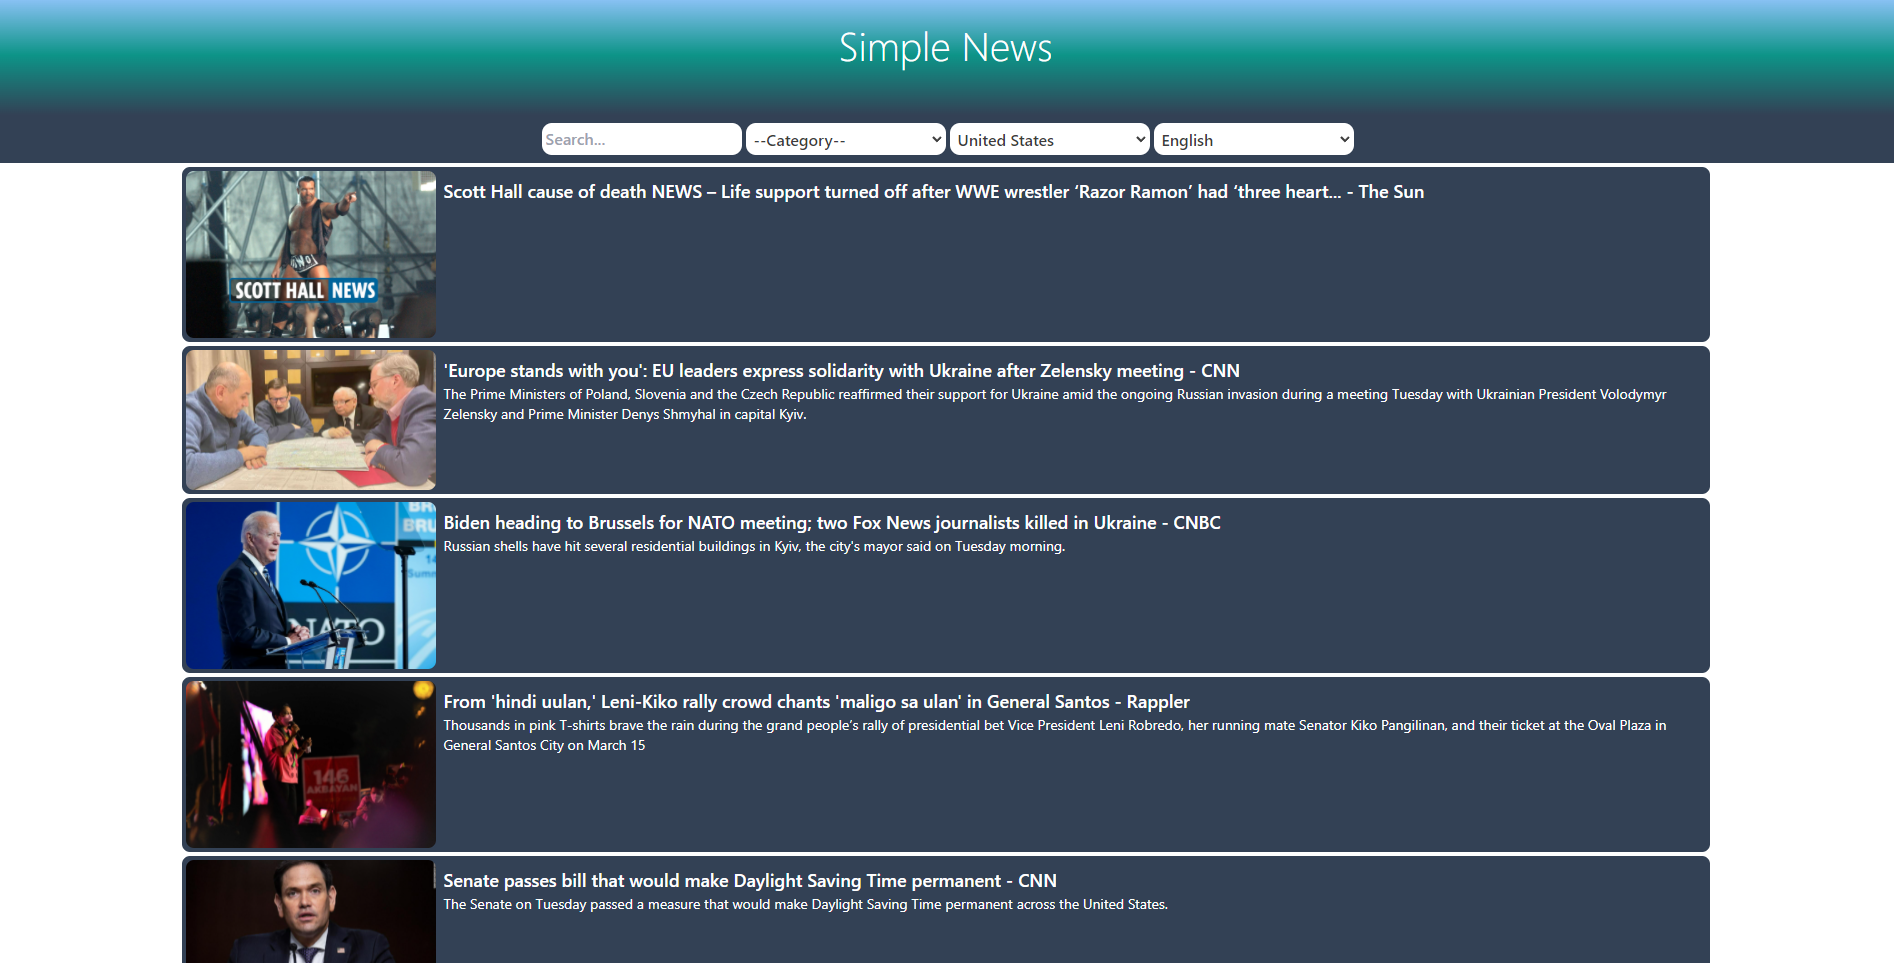 Simple News
Search...
--Category--
United States
English
Scott Hall cause of death NEWS – Life support turned off after WWE wrestler ‘Razor Ramon’ had ‘three heart... - The Sun
SCOTT HALL NEWS
'Europe stands with you': EU leaders express solidarity with Ukraine after Zelensky meeting - CNN
The Prime Ministers of Poland, Slovenia and the Czech Republic reaffirmed their support for Ukraine amid the ongoing Russian invasion during a meeting Tuesday with Ukrainian President Volodymyr
Zelensky and Prime Minister Denys Shmyhal in capital Kyiv.
Biden heading to Brussels for NATO meeting; two Fox News journalists killed in Ukraine - CNBC
Russian shells have hit several residential buildings in Kyiv, the city's mayor said on Tuesday morning.
NATO
From 'hindi uulan,' Leni-Kiko rally crowd chants 'maligo sa ulan' in General Santos - Rappler
Thousands in pink T-shirts brave the rain during the grand people’s rally of presidential bet Vice President Leni Robredo, her running mate Senator Kiko Pangilinan, and their ticket at the Oval Plaza in
General Santos City on March 15
146
AKBAYAN
Senate passes bill that would make Daylight Saving Time permanent - CNN
The Senate on Tuesday passed a measure that would make Daylight Saving Time permanent across the United States.